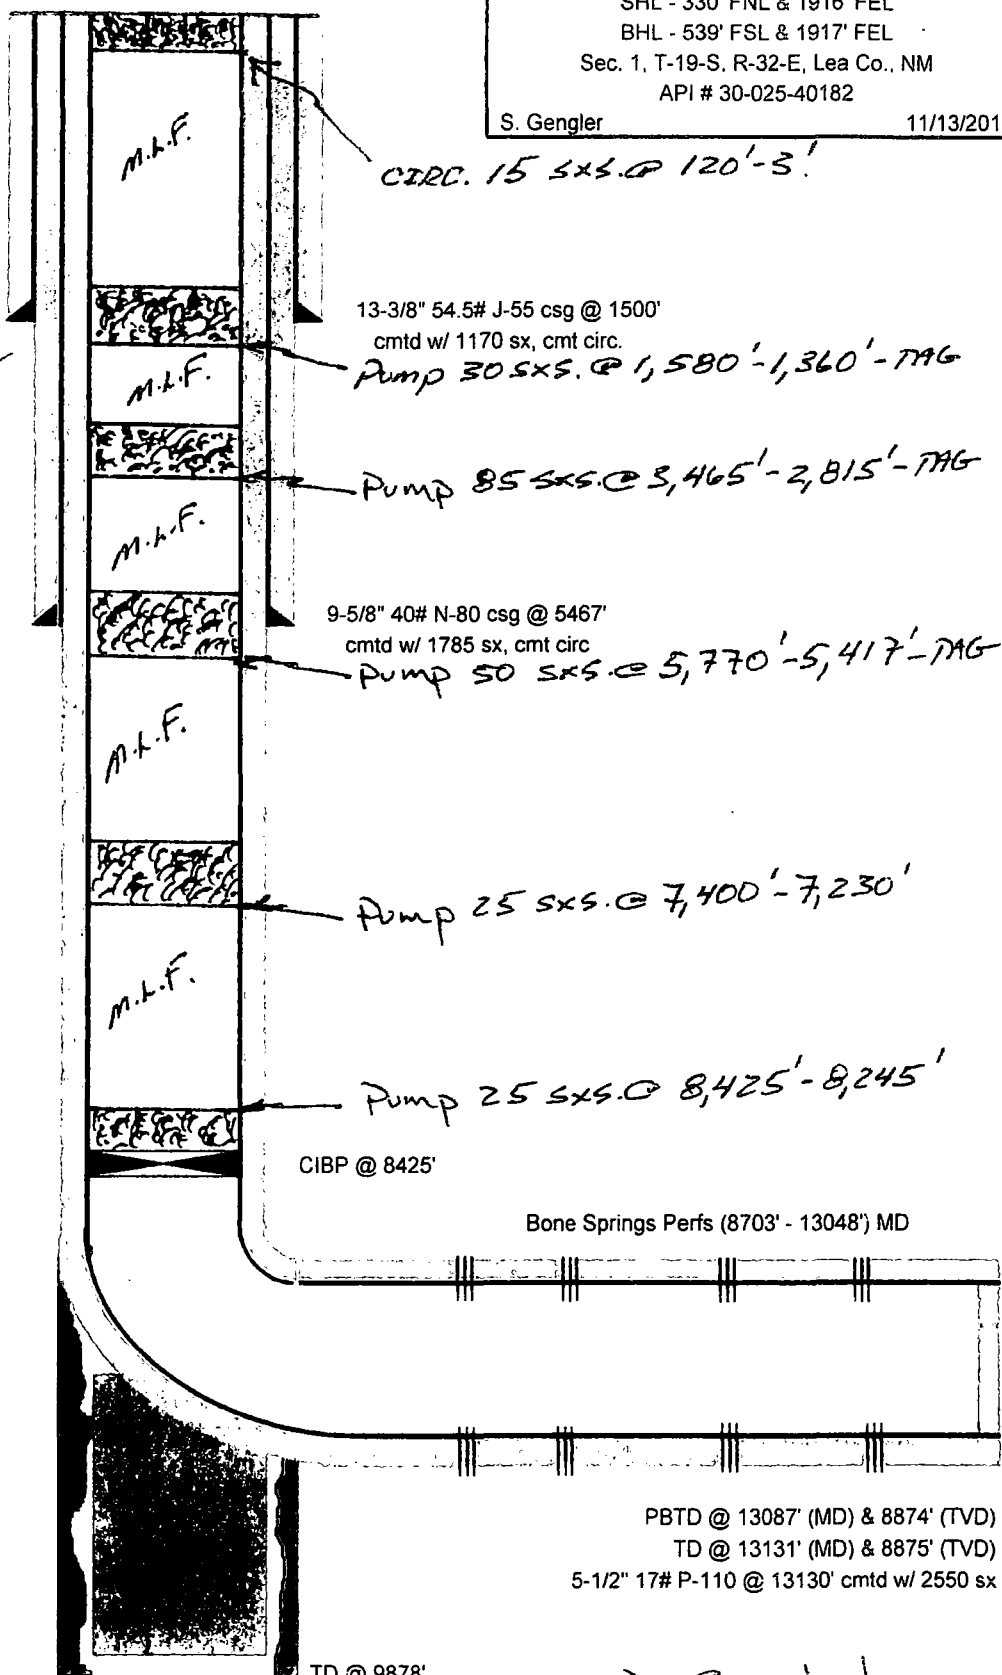 SHL - 330' FNL & 1916' FEL
BHL - 539' FSL & 1917' FEL
Sec. 1, T-19-S, R-32-E, Lea Co., NM
API # 30-025-40182
S. Gengler 11/13/201
M.L.F.
CIRC. 15 SXS. @ 120'-3'.
13-3/8" 54.5# J-55 csg @ 1500'
cmtd w/ 1170 sx, cmt circ.
Pump 30 SXS. @ 1,580'-1,360'-TAG
M.L.F.
Pump 85 SXS. @ 3,465'-2,815'-TAG
M.L.F.
9-5/8" 40# N-80 csg @ 5467'
cmtd w/ 1785 sx, cmt circ
Pump 50 SXS. @ 5,770'-5,417'-TAG
M.L.F.
Pump 25 SXS. @ 7,400'-7,230'
M.L.F.
Pump 25 SXS. @ 8,425'-8,245'
CIBP @ 8425'
Bone Springs Perfs (8703' - 13048') MD
PBTD @ 13087' (MD) & 8874' (TVD)
TD @ 13131' (MD) & 8875' (TVD)
5-1/2" 17# P-110 @ 13130' cmtd w/ 2550 sx
TD @ 9878'